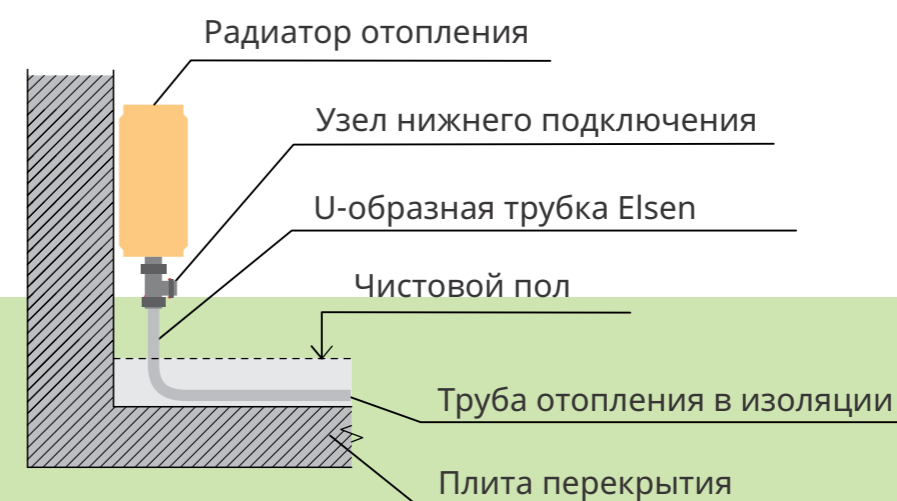 Радиатор отопления
Узел нижнего подключения
U-образная трубка Elsen
Чистовой пол
Труба отопления в изоляции
Плита перекрытия